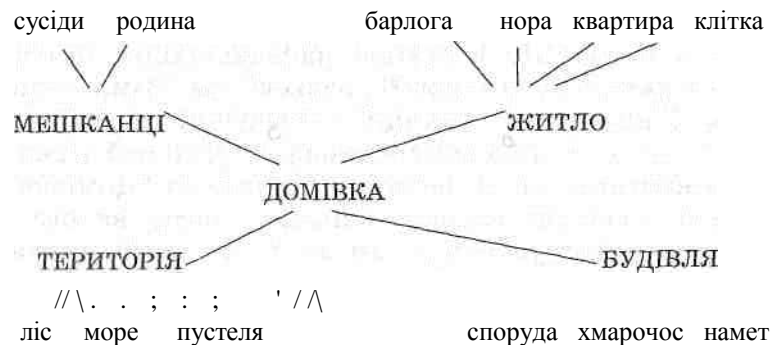 сусіди родина барлога нора квартира клітка
МЕШКАНЦІ ЖИТЛО
ДОМІВКА
ТЕРИТОРІЯ БУДІВЛЯ
// \ . . ; : ; ' / /\
ліс море пустеля споруда хмарочос намет